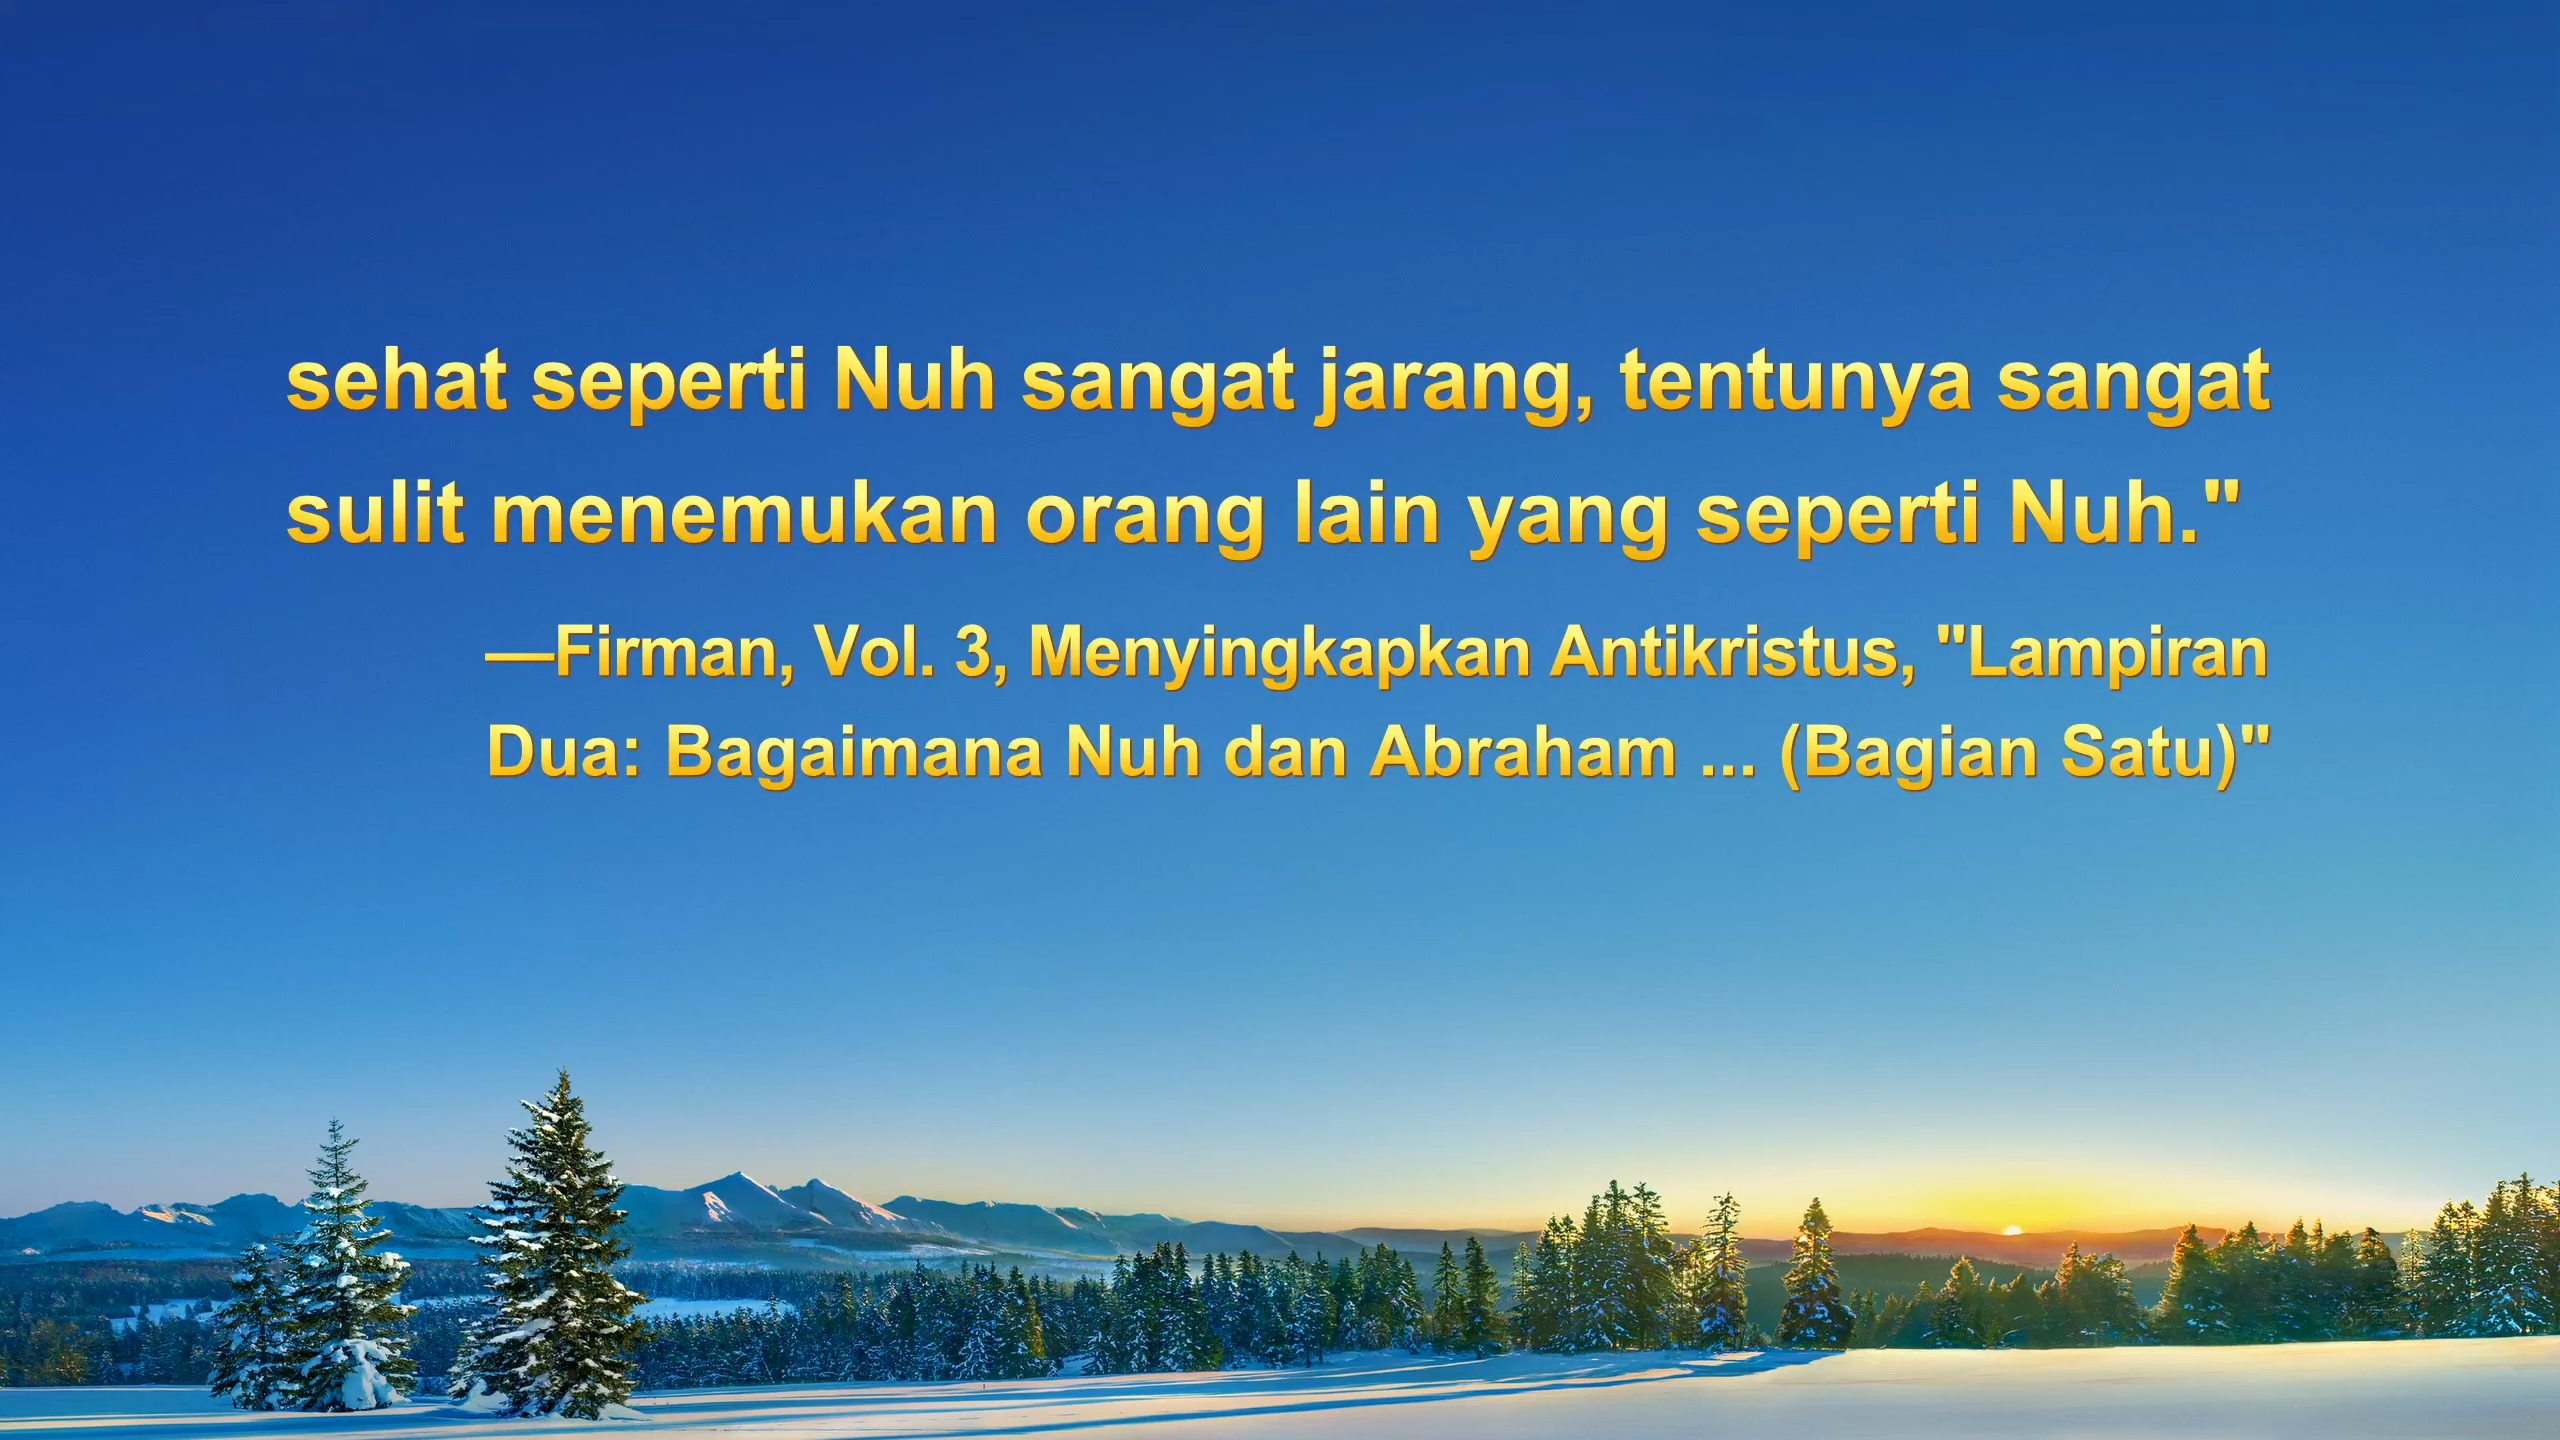 sehat seperti Nuh sangat jarang, tentunya sangat
sulit menemukan orang lain yang seperti Nuh."
—Firman, Vol. 3, Menyingkapkan Antikristus, "Lampiran
Dua: Bagaimana Nuh dan Abraham ... (Bagian Satu)"